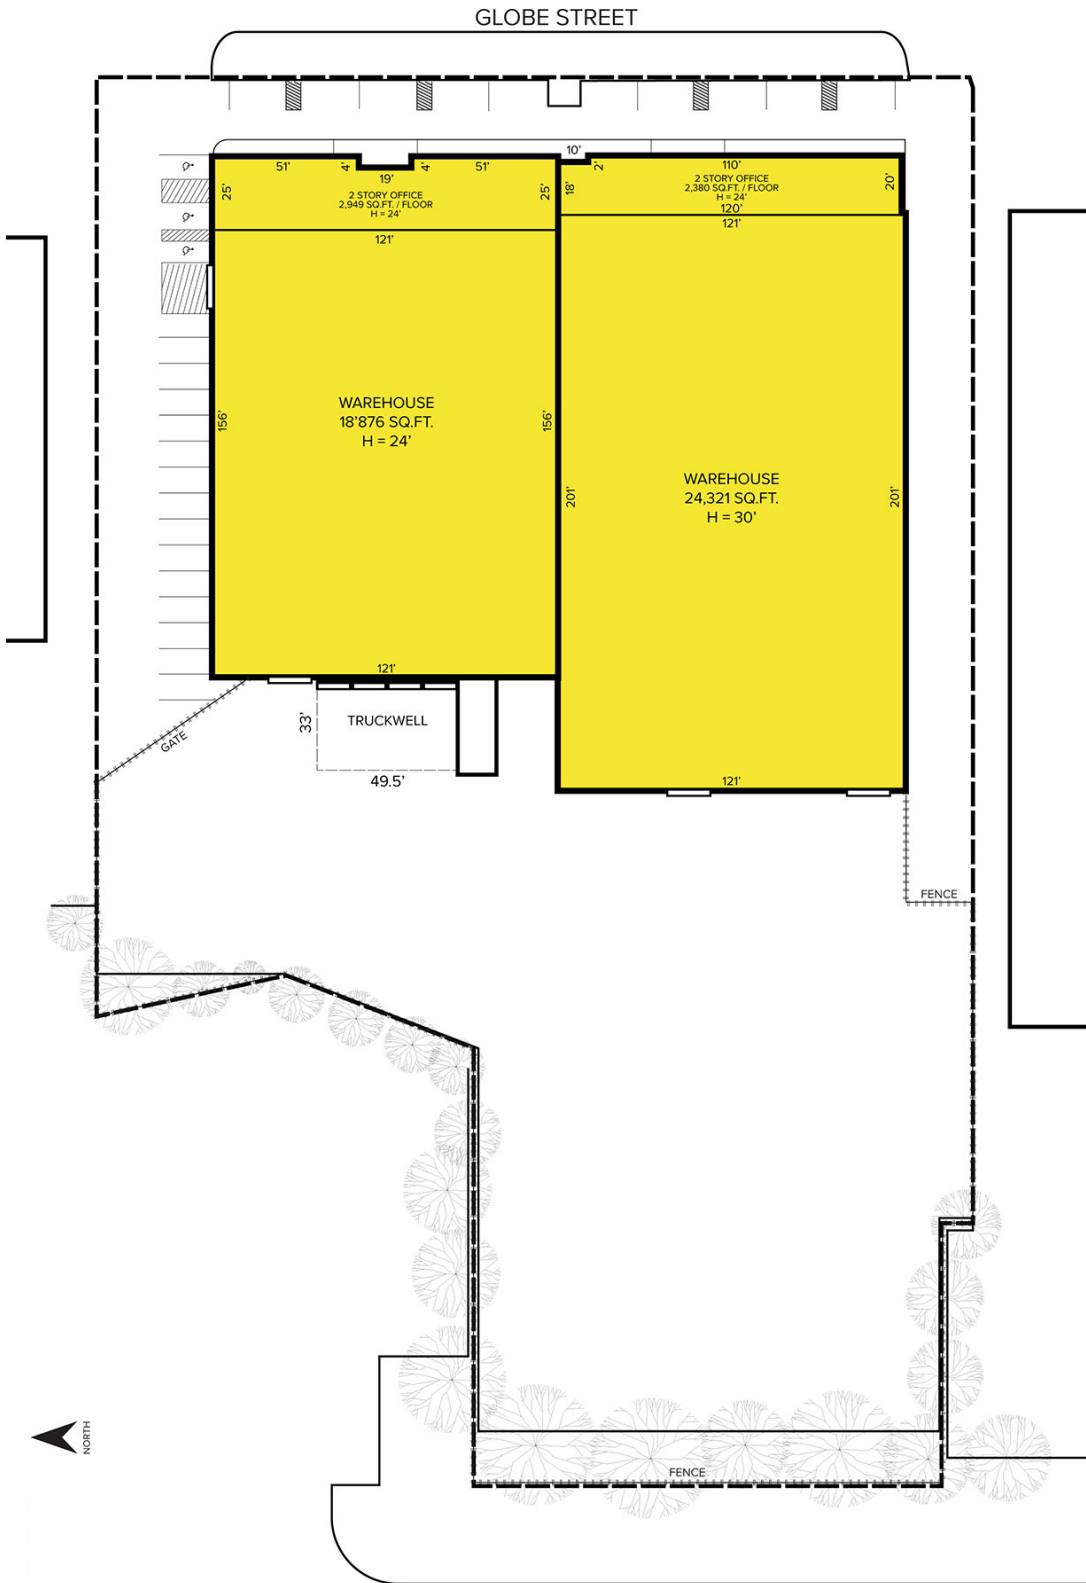 GLOBE STREET
10'
51'
4'
19'
4'
51'
2'
110'
25'
2 STORY OFFICE
2,949 SQ.FT. / FLOOR
H = 24'
25'
18'
2 STORY OFFICE
2,380 SQ.FT. / FLOOR
H = 24'
20'
120'
121'
121'
WAREHOUSE
18'876 SQ.FT.
H = 24'
156'
156'
WAREHOUSE
24,321 SQ.FT.
H = 30'
201'
201'
121'
TRUCKWELL
33'
49.5'
GATE
121'
FENCE
NORTH
FENCE